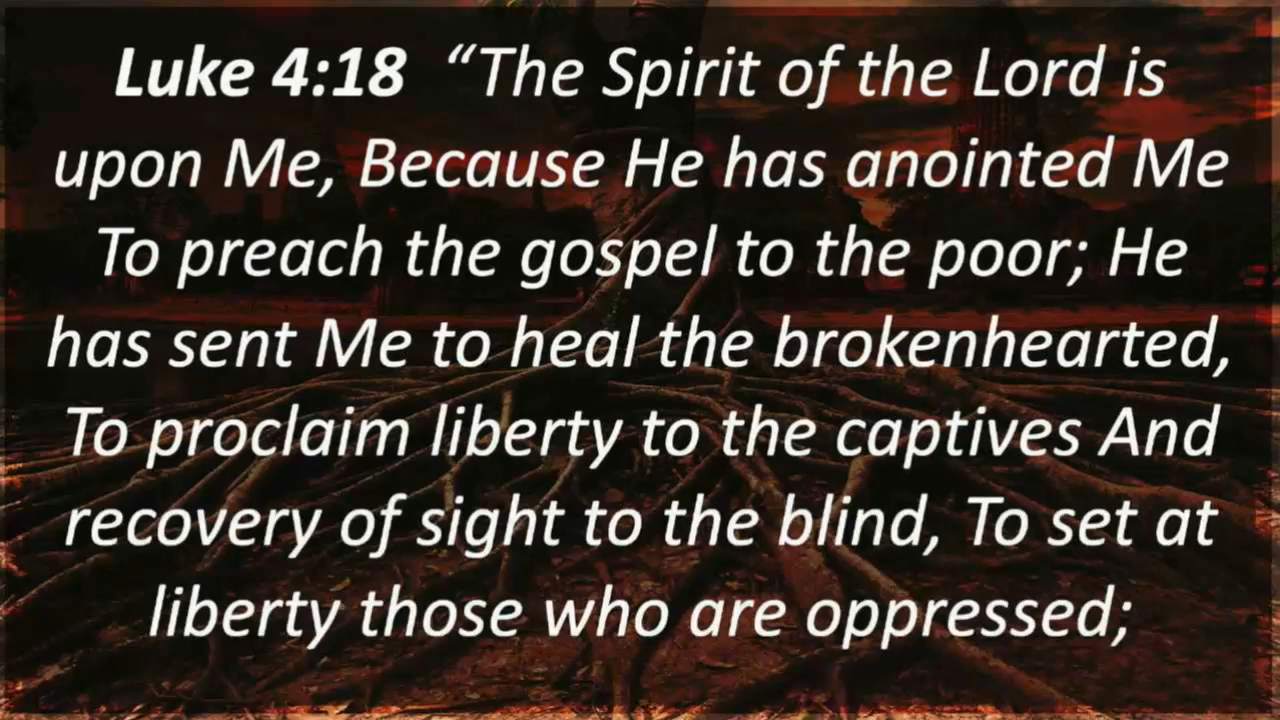 Luke 4:18 “The Spirit of the Lord is
upon Me, Because He has anointed Me
To preach the gospel to the poor; He
has sent Me to heal the brokenhearted,
To proclaim liberty to the captives And
recovery of sight to the blind, To set at
liberty those who are oppressed;